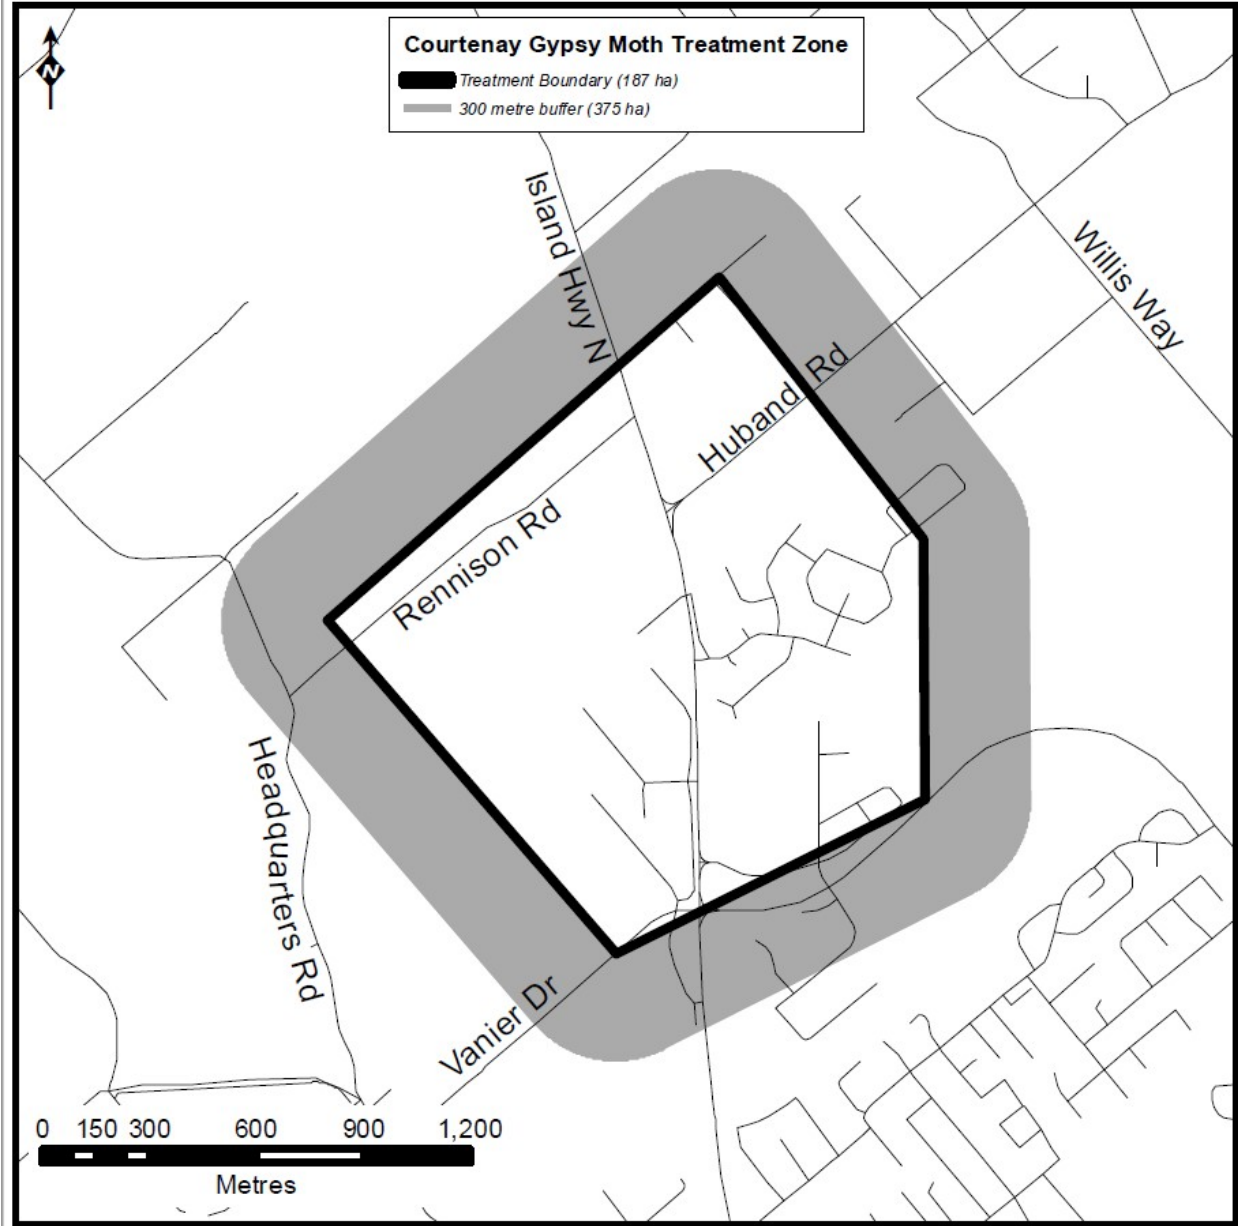 N
Courtenay Gypsy Moth Treatment Zone
Treatment Boundary (187 ha)
300 metre buffer (375 ha)
Island Hwy N
Willis Way
Huband Rd
Rennison Rd
Headquarters Rd
Vanier Dr
0 150 300 600 900 1,200
Metres